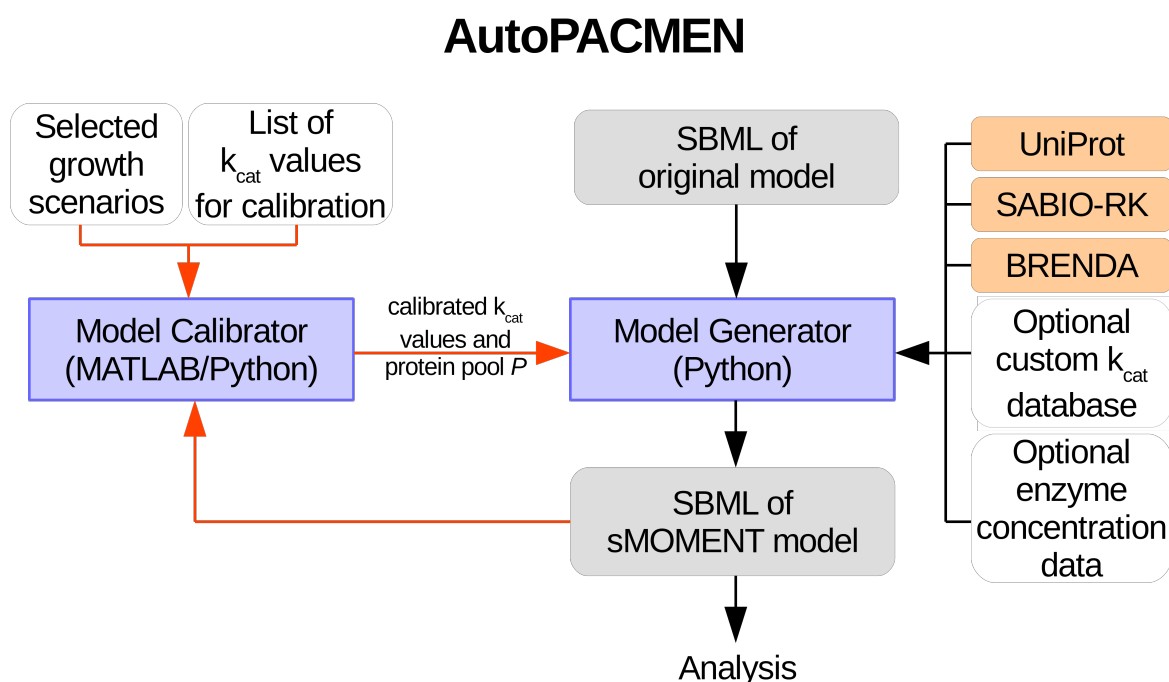 AutoPACMEN
Selected
growth
scenarios
List of
kcat values
for calibration
SBML of
original model
UniProt
SABIO-RK
BRENDA
Optional
custom kcat
database
Optional
enzyme
concentration
data
Model Calibrator
(MATLAB/Python)
calibrated kcat
values and
protein pool P
Model Generator
(Python)
SBML of
sMOMENT model
Analysis